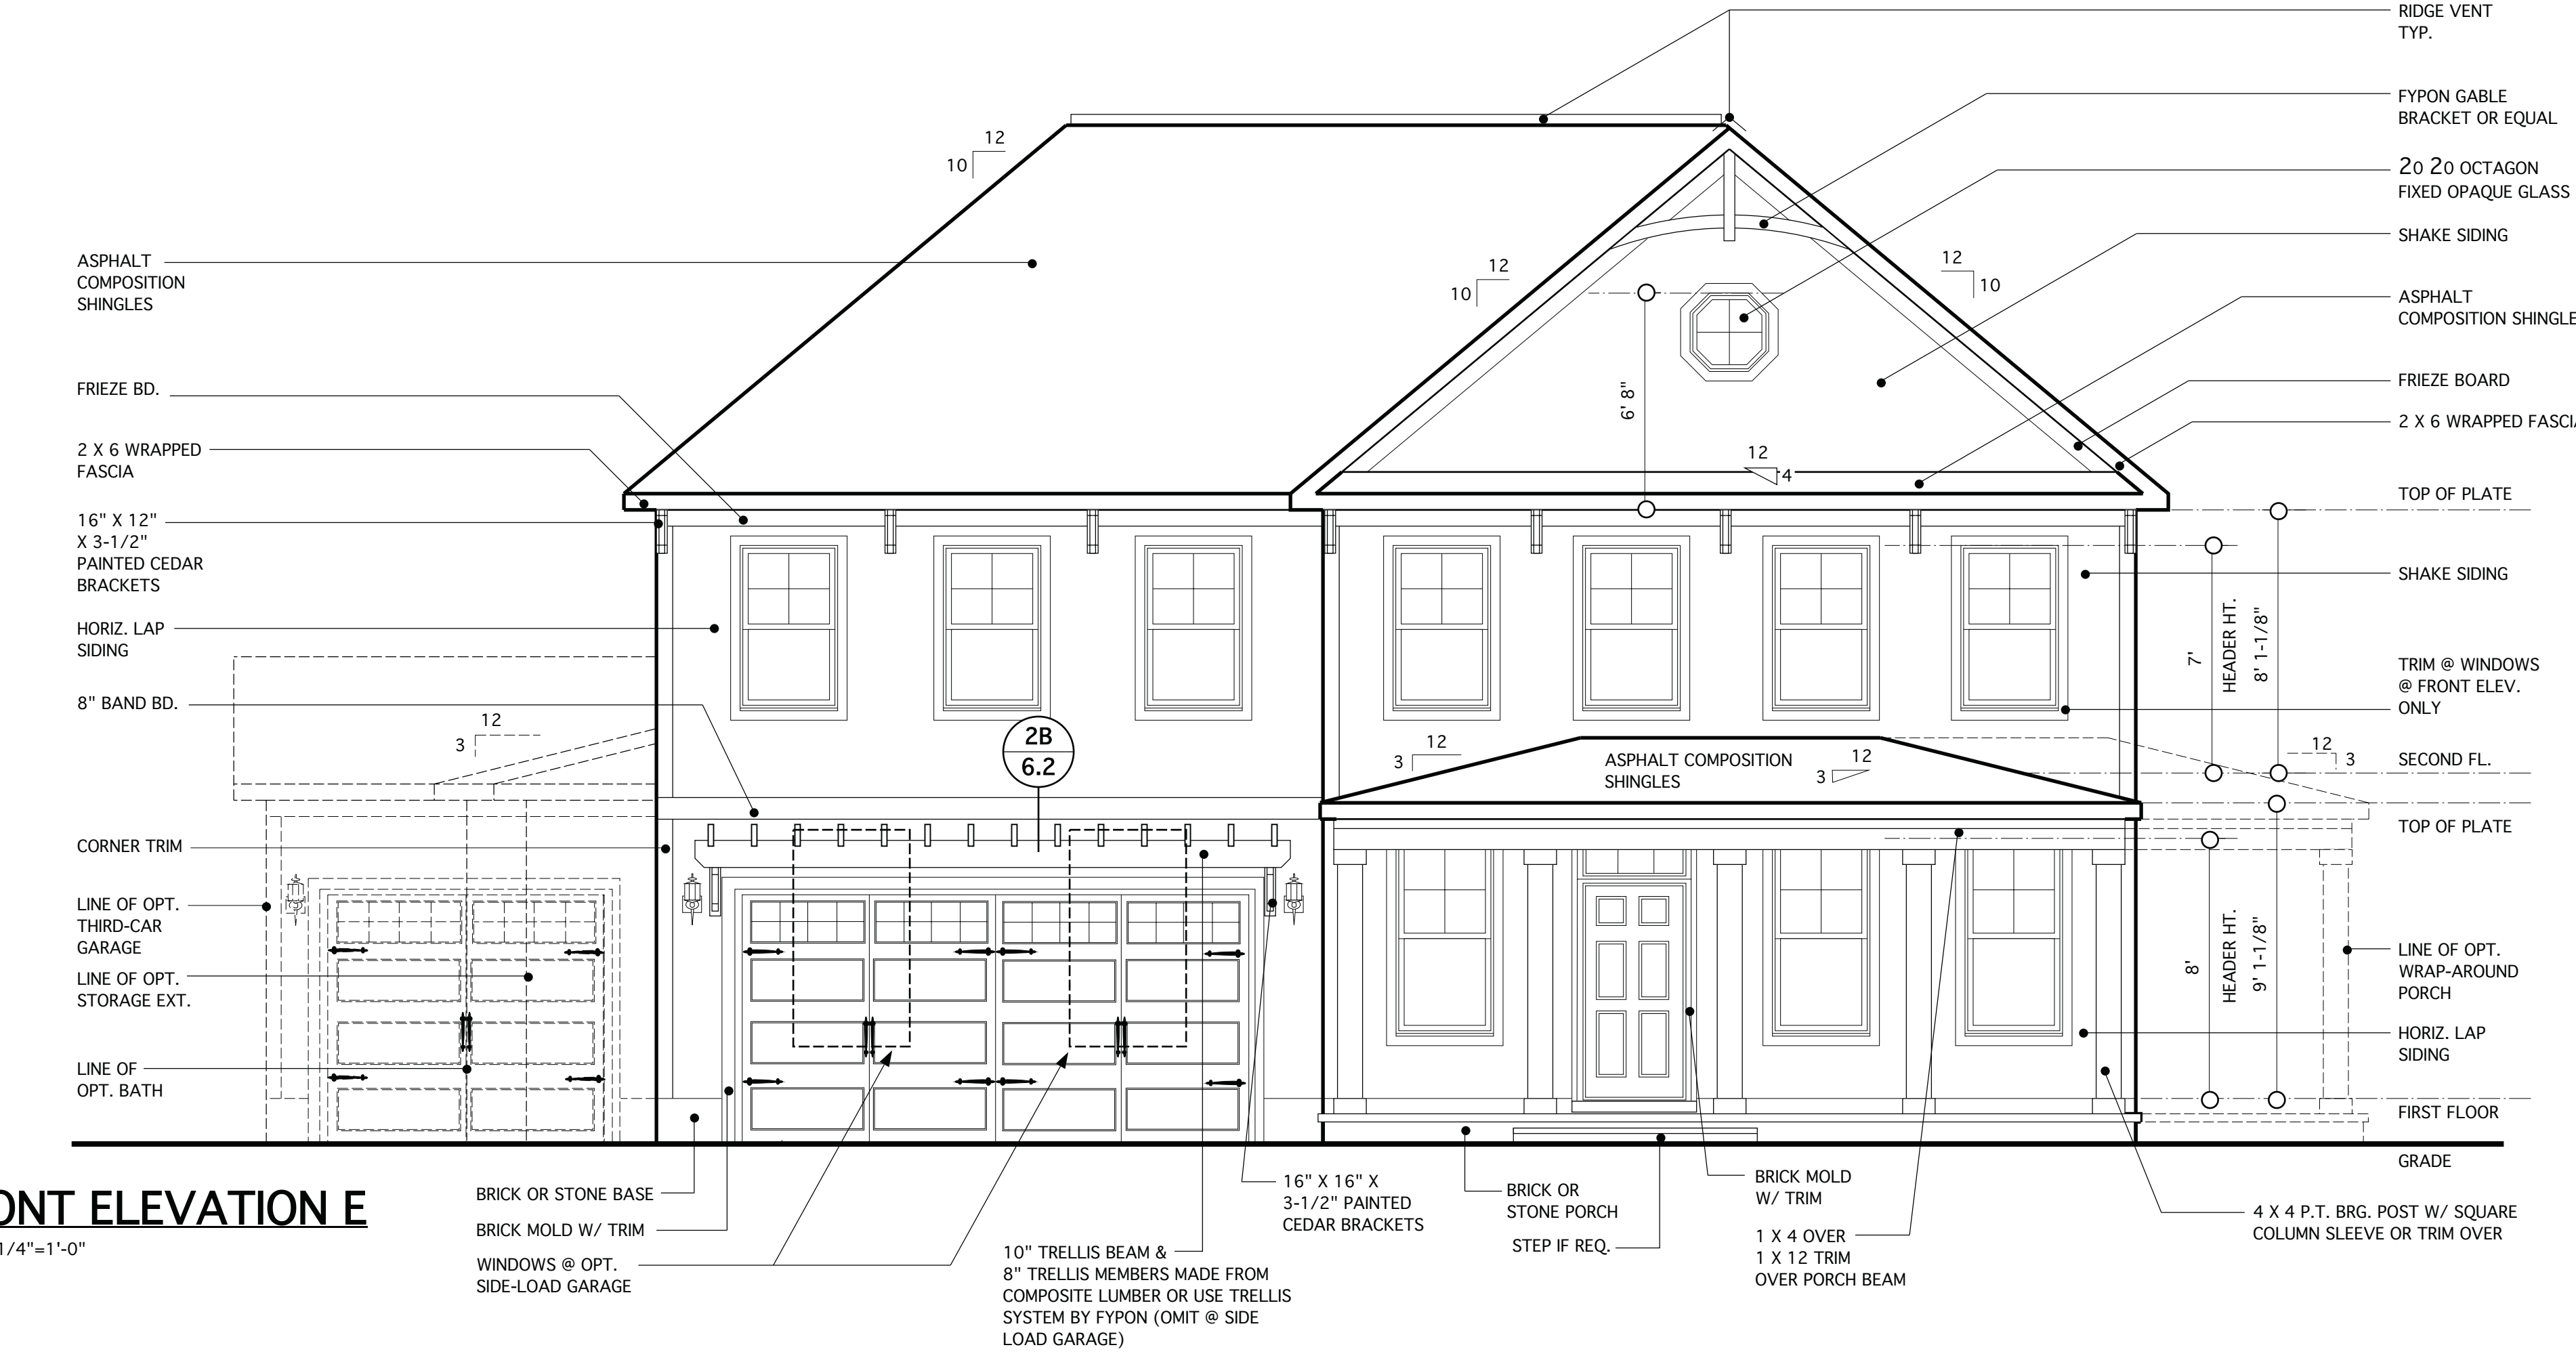 RIDGE VENT
TYP.
FYPON GABLE
BRACKET OR EQUAL
20 20 OCTAGON
FIXED OPAQUE GLASS
SHAKE SIDING
ASPHALT
COMPOSITION SHINGLE
FRIEZE BOARD
2 X 6 WRAPPED FASCIA
TOP OF PLATE
SHAKE SIDING
TRIM @ WINDOWS
@ FRONT ELEV.
ONLY
SECOND FL.
TOP OF PLATE
LINE OF OPT.
WRAP-AROUND
PORCH
HORIZ. LAP
SIDING
FIRST FLOOR
GRADE
4 X 4 P.T. BRG. POST W/ SQUARE
COLUMN SLEEVE OR TRIM OVER
ASPHALT
COMPOSITION
SHINGLES
FRIEZE BD.
2 X 6 WRAPPED
FASCIA
16" X 12"
X 3-1/2"
PAINTED CEDAR
BRACKETS
HORIZ. LAP
SIDING
8" BAND BD.
CORNER TRIM
LINE OF OPT.
THIRD-CAR
GARAGE
LINE OF OPT.
STORAGE EXT.
LINE OF
OPT. BATH
12
10
12
10
12
10
6' 8"
12
4
7'
HEADER HT.
8' 1-1/8"
12
3
2B
6.2
12
3
ASPHALT COMPOSITION
SHINGLES
12
3
12
3
8'
HEADER HT.
9' 1-1/8"
BRICK OR STONE BASE
BRICK MOLD W/ TRIM
WINDOWS @ OPT.
SIDE-LOAD GARAGE
10" TRELLIS BEAM &
8" TRELLIS MEMBERS MADE FROM
COMPOSITE LUMBER OR USE TRELLIS
SYSTEM BY FYPON (OMIT @ SIDE
LOAD GARAGE)
16" X 16" X
3-1/2" PAINTED
CEDAR BRACKETS
BRICK OR
STONE PORCH
STEP IF REQ.
BRICK MOLD
W/ TRIM
1 X 4 OVER
1 X 12 TRIM
OVER PORCH BEAM
ONT ELEVATION E
1/4"=1'-0"